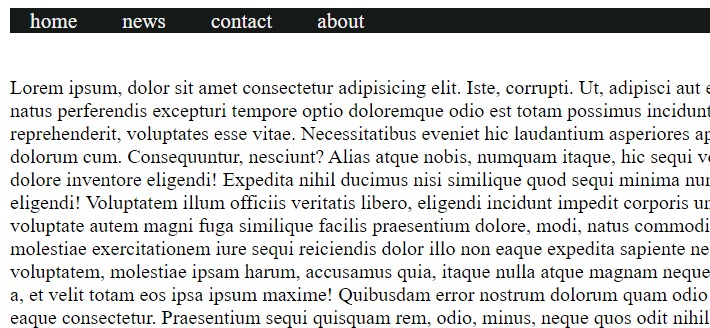 home news contact about
Lorem ipsum, dolor sit amet consectetur adipisicing elit. Iste, corrupti. Ut, adipisci aut
natus perferendis excepturi tempore optio doloremque odio est totam possimus incidunt
reprehenderit, voluptates esse vitae. Necessitatibus eveniet hic laudantium asperiores
dolorum cum. Consequuntur, nesciunt? Alias atque nobis, numquam itaque, hic sequi
dolore inventore eligendi! Expedita nihil ducimus nisi similique quod sequi minima
eligendi! Voluptatem illum officiis veritatis libero, eligendi incidunt impedit corporis
voluptate autem magni fuga similique facilis praesentium dolore, modi, natus commodi
molestiae exercitationem iure sequi reiciendis dolor illo non eaque expedita sapiente
voluptatem, molestiae ipsam harum, accusamus quia, itaque nulla atque magnam neque
a, et velit totam eos ipsa ipsum maxime! Quibusdam error nostrum dolorum quam odio
eaque consectetur. Praesentium sequi quisquam rem, odio, minus, neque quos odit nihil